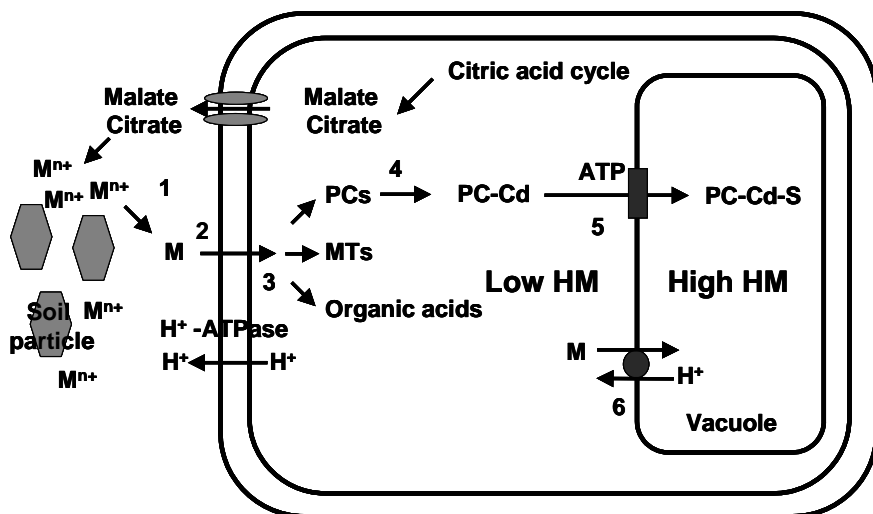 Citric acid cycle
Malate
Citrate
Malate
Citrate
Mⁿ⁺
Mⁿ⁺
Mⁿ⁺
1
4
ATP
PCs
PC-Cd
PC-Cd-S
2
5
M
MTs
3
Low HM
High HM
Organic acids
Soil
particle
Mⁿ⁺
H⁺ -ATPase
H⁺
H⁺
M
H⁺
Mⁿ⁺
6
Vacuole